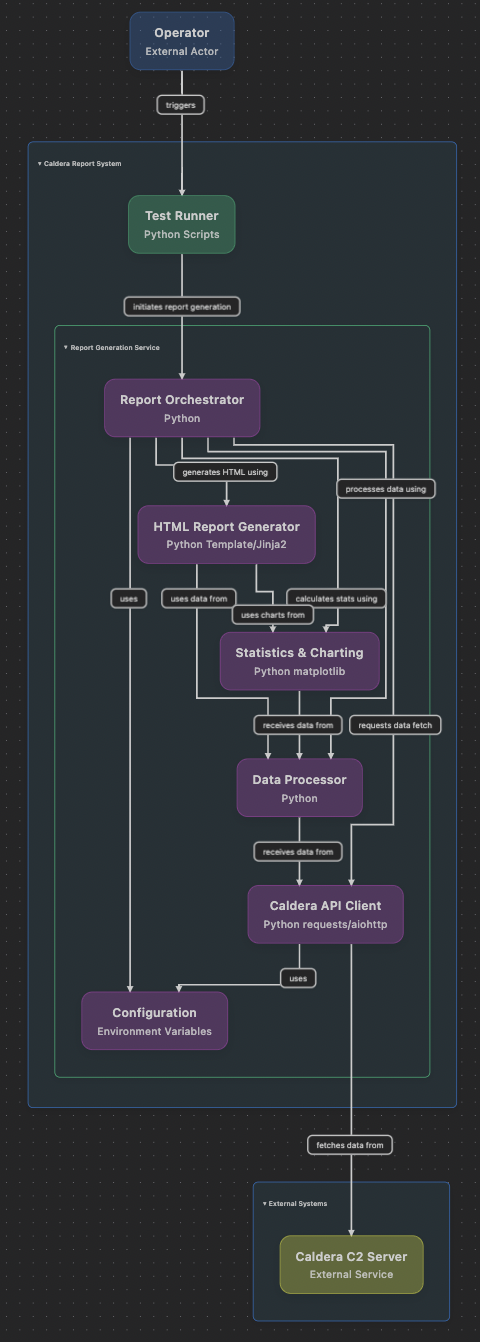 Operator
External Actor
triggers
▾ Caldera Report System
Test Runner
Python Scripts
initiates report generation
▾ Report Generation Service
Report Orchestrator
Python
generates HTML using
processes data using
HTML Report Generator
Python Template/Jinja2
uses
uses data from
calculates stats using
uses charts from
Statistics & Charting
Python matplotlib
receives data from
requests data fetch
Data Processor
Python
receives data from
Caldera API Client
Python requests/aiohttp
uses
Configuration
Environment Variables
fetches data from
▾ External Systems
Caldera C2 Server
External Service